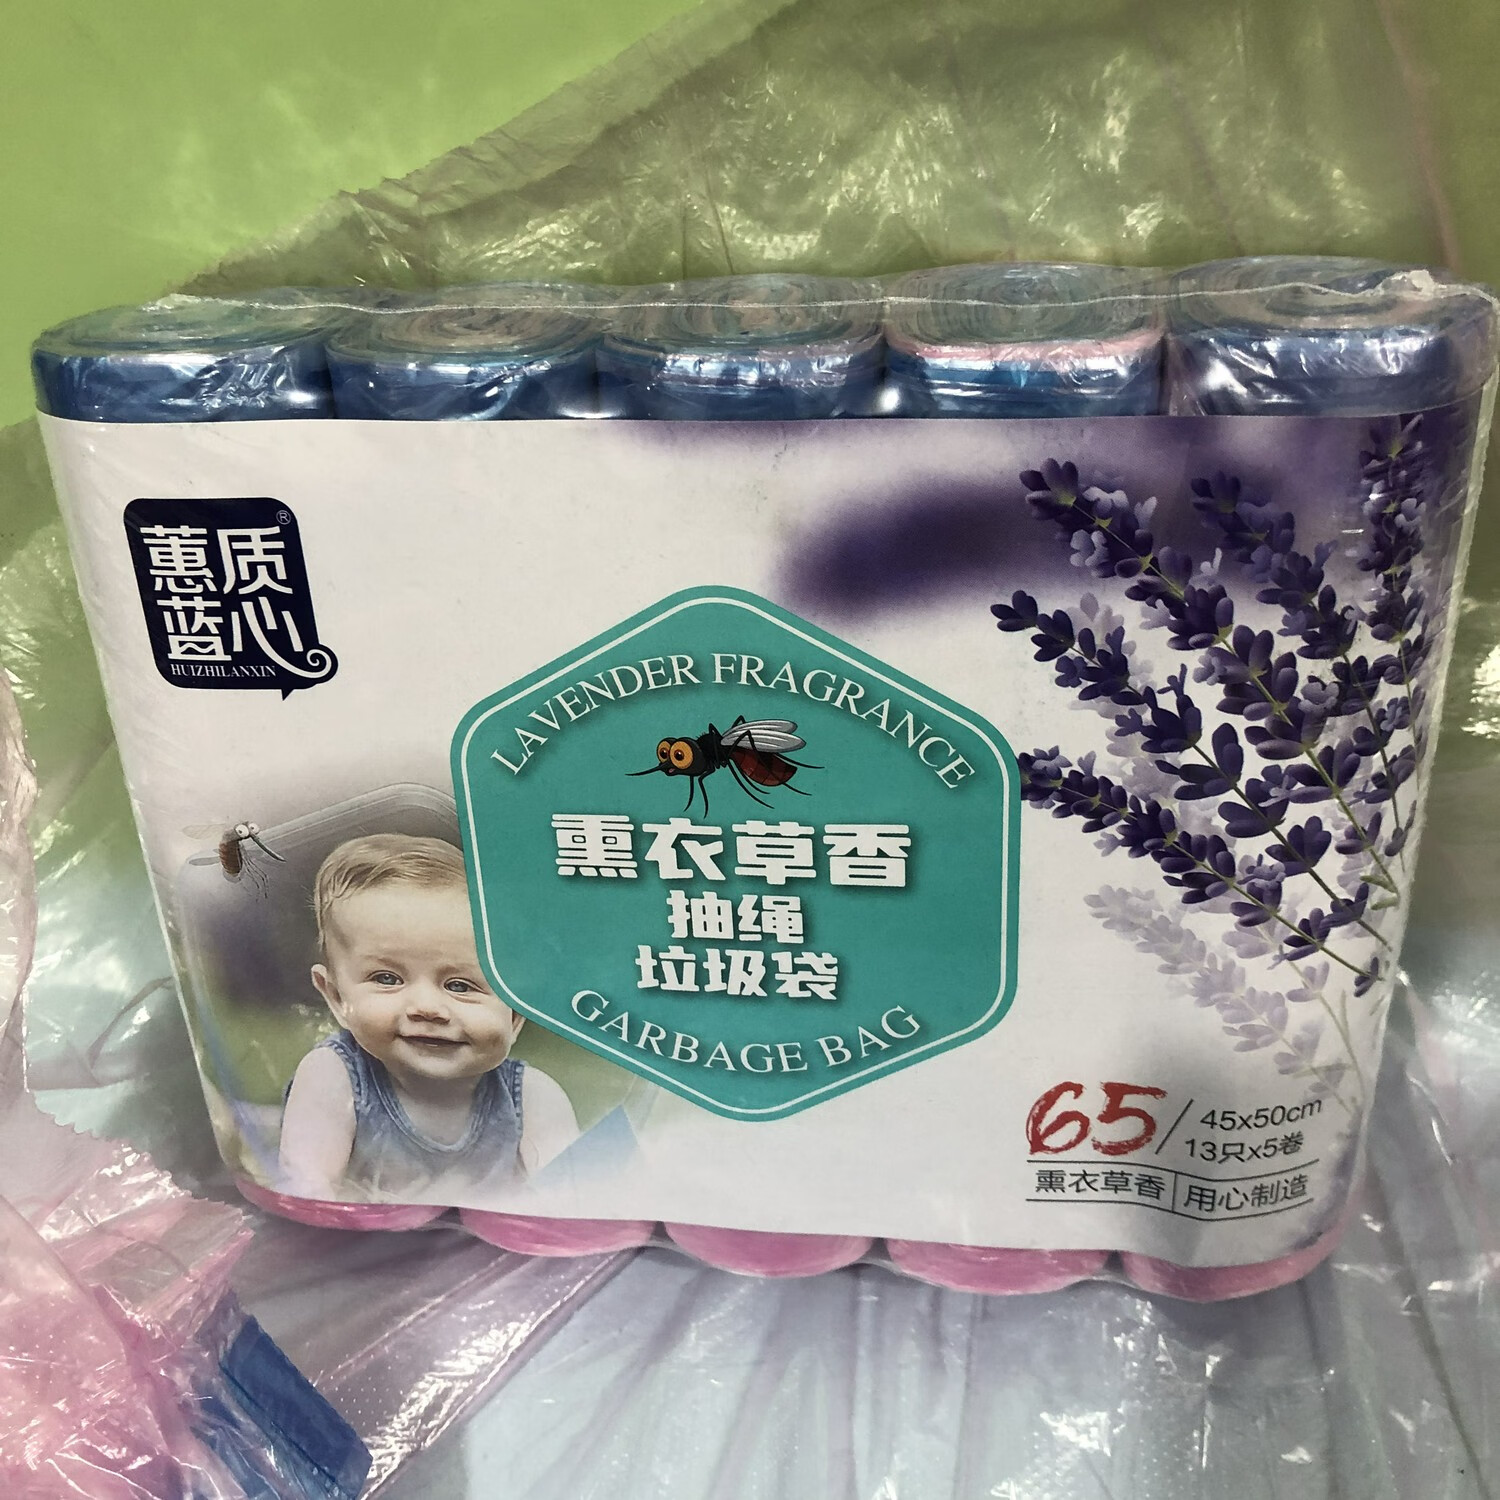 蕙质
蓝心
®
HUIZHILANXIN
LAVENDER FRAGRANCE
熏衣草香
抽绳
垃圾袋
GARBAGE BAG
65/45x50cm
13只x5卷
熏衣草香|用心制造